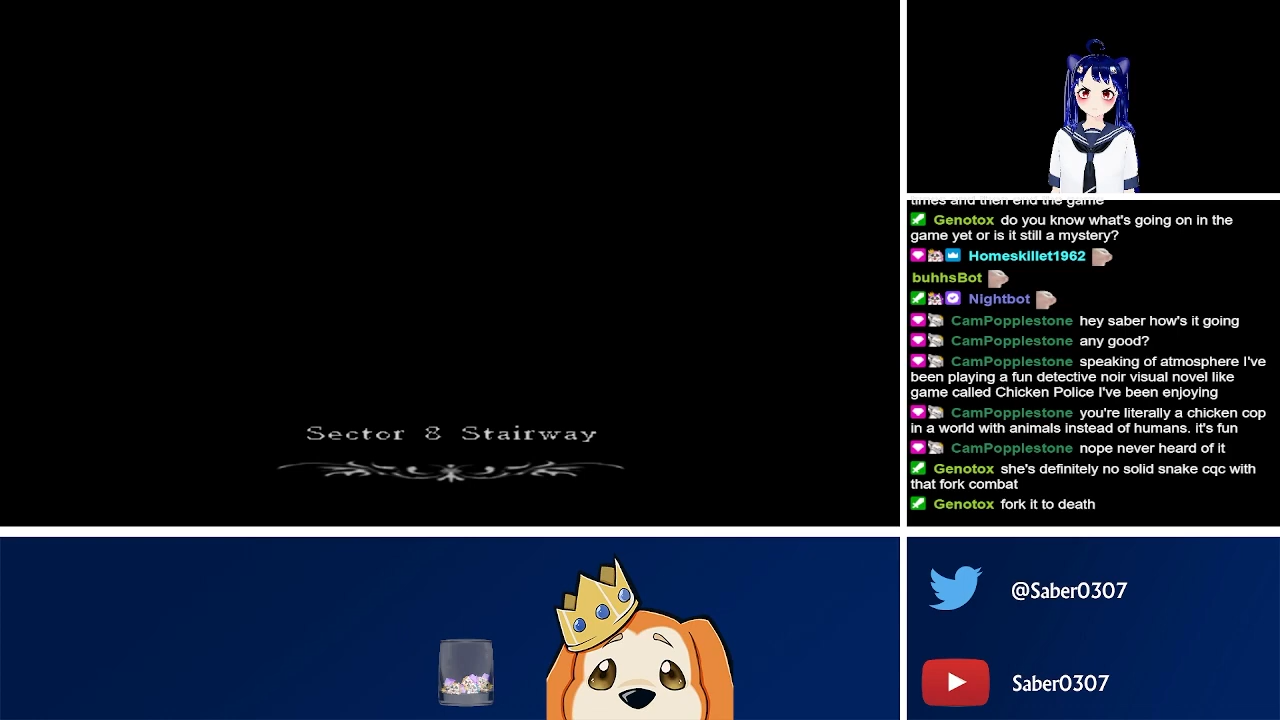 Sector 8 Stairway
times and then end the game
Genotox do you know what's going on in the
game yet or is it still a mystery?
Homeskillet1962
buhhsBot
Nightbot
CamPopplestone hey saber how's it going
CamPopplestone any good?
CamPopplestone speaking of atmosphere I've
been playing a fun detective noir visual novel like
game called Chicken Police I've been enjoying
CamPopplestone you're literally a chicken cop
in a world with animals instead of humans. it's fun
CamPopplestone nope never heard of it
Genotox she's definitely no solid snake cqc with
that fork combat
Genotox fork it to death
@Saber0307
Saber0307